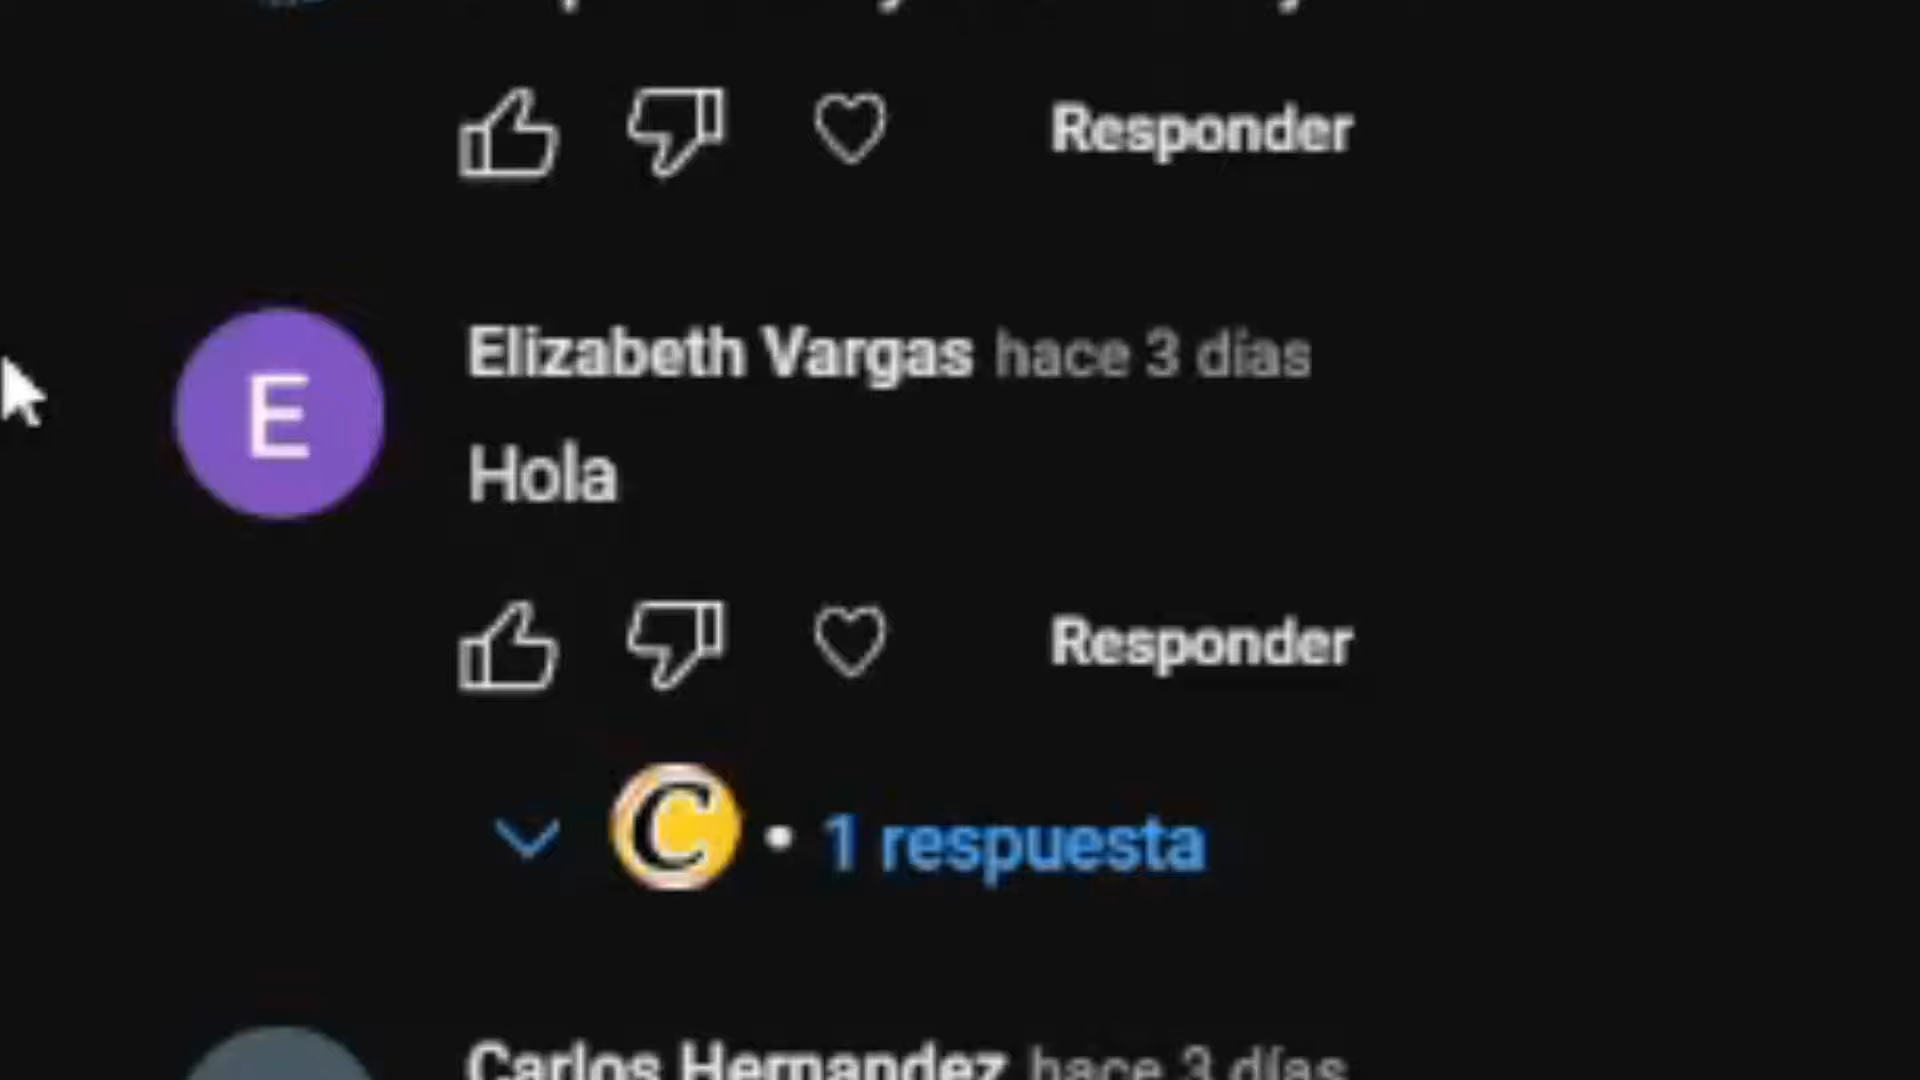 Responder
E
Elizabeth Vargas hace 3 días
Hola
Responder
C • 1 respuesta
Carlos Hernandez hace 3 días